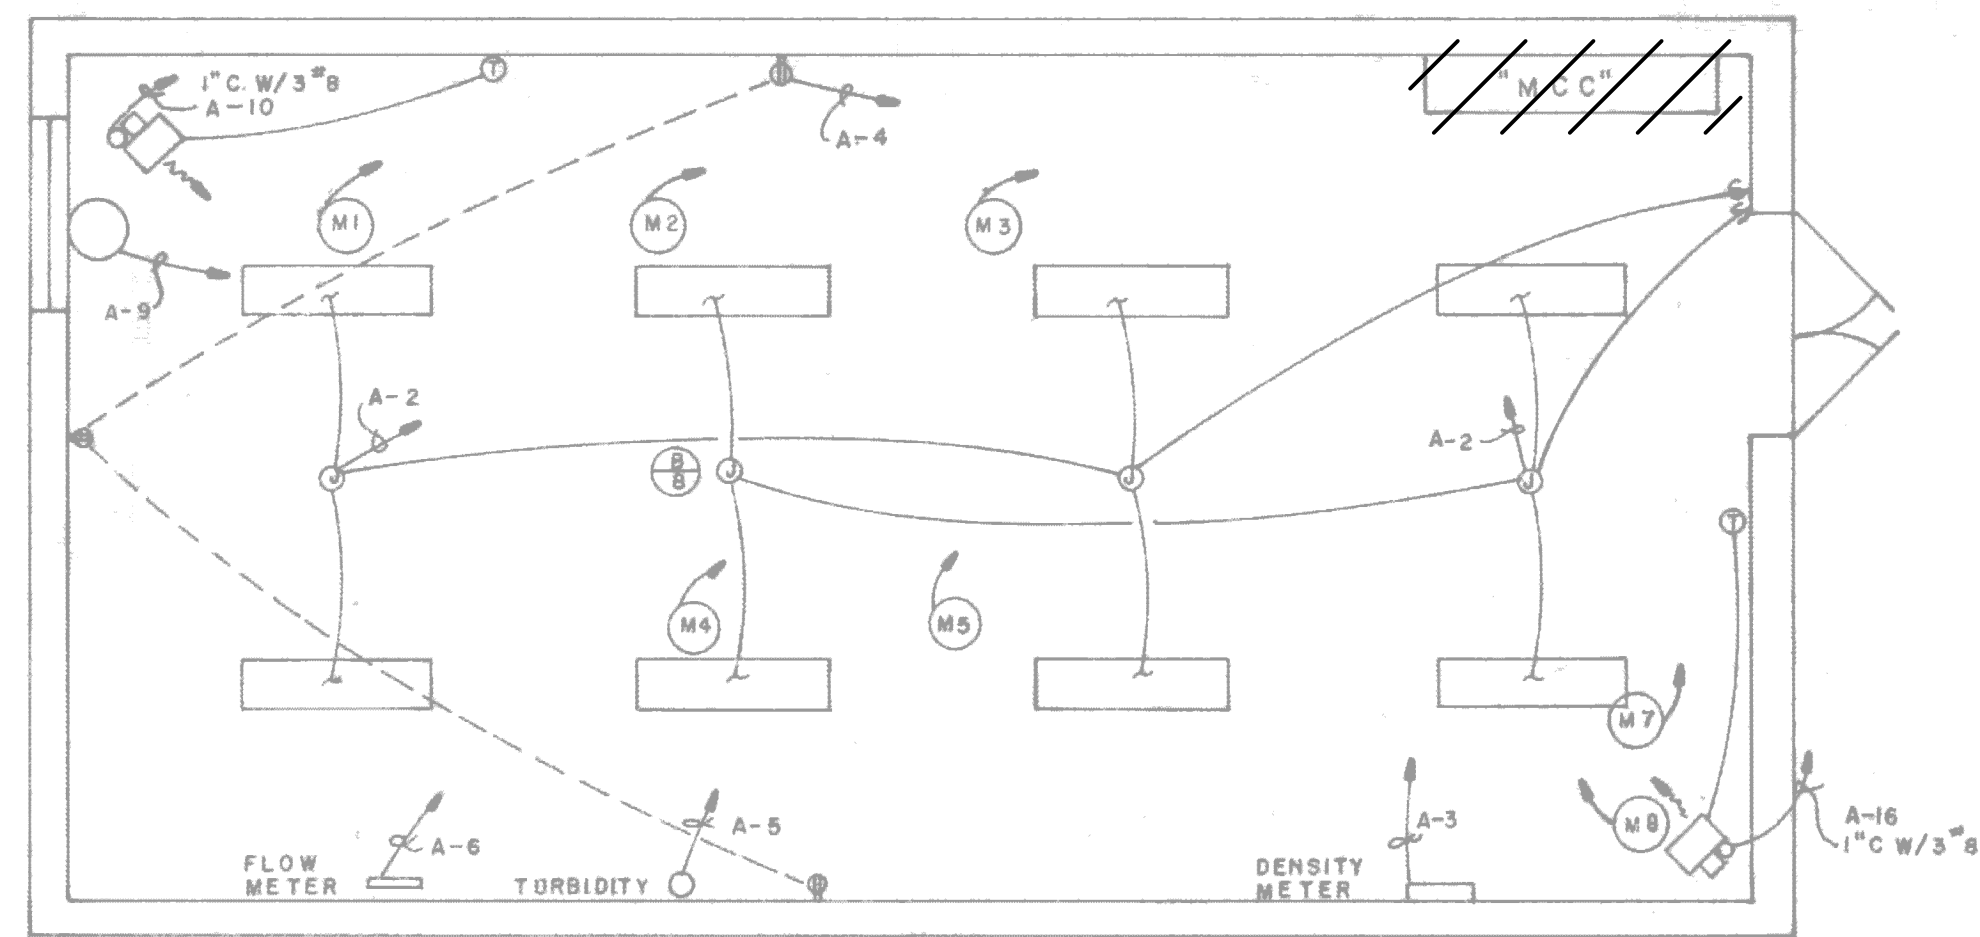 1"C. W/3 #8
A-10
T
"MCC"
A-4
M1
M2
M3
A-9
A-2
J
B
8
J
J
A-2
J
T
M4
M5
M7
A-6
A-5
A-3
M8
A-16
1"C W/3 #8
FLOW
METER
TURBIDITY
DENSITY
METER